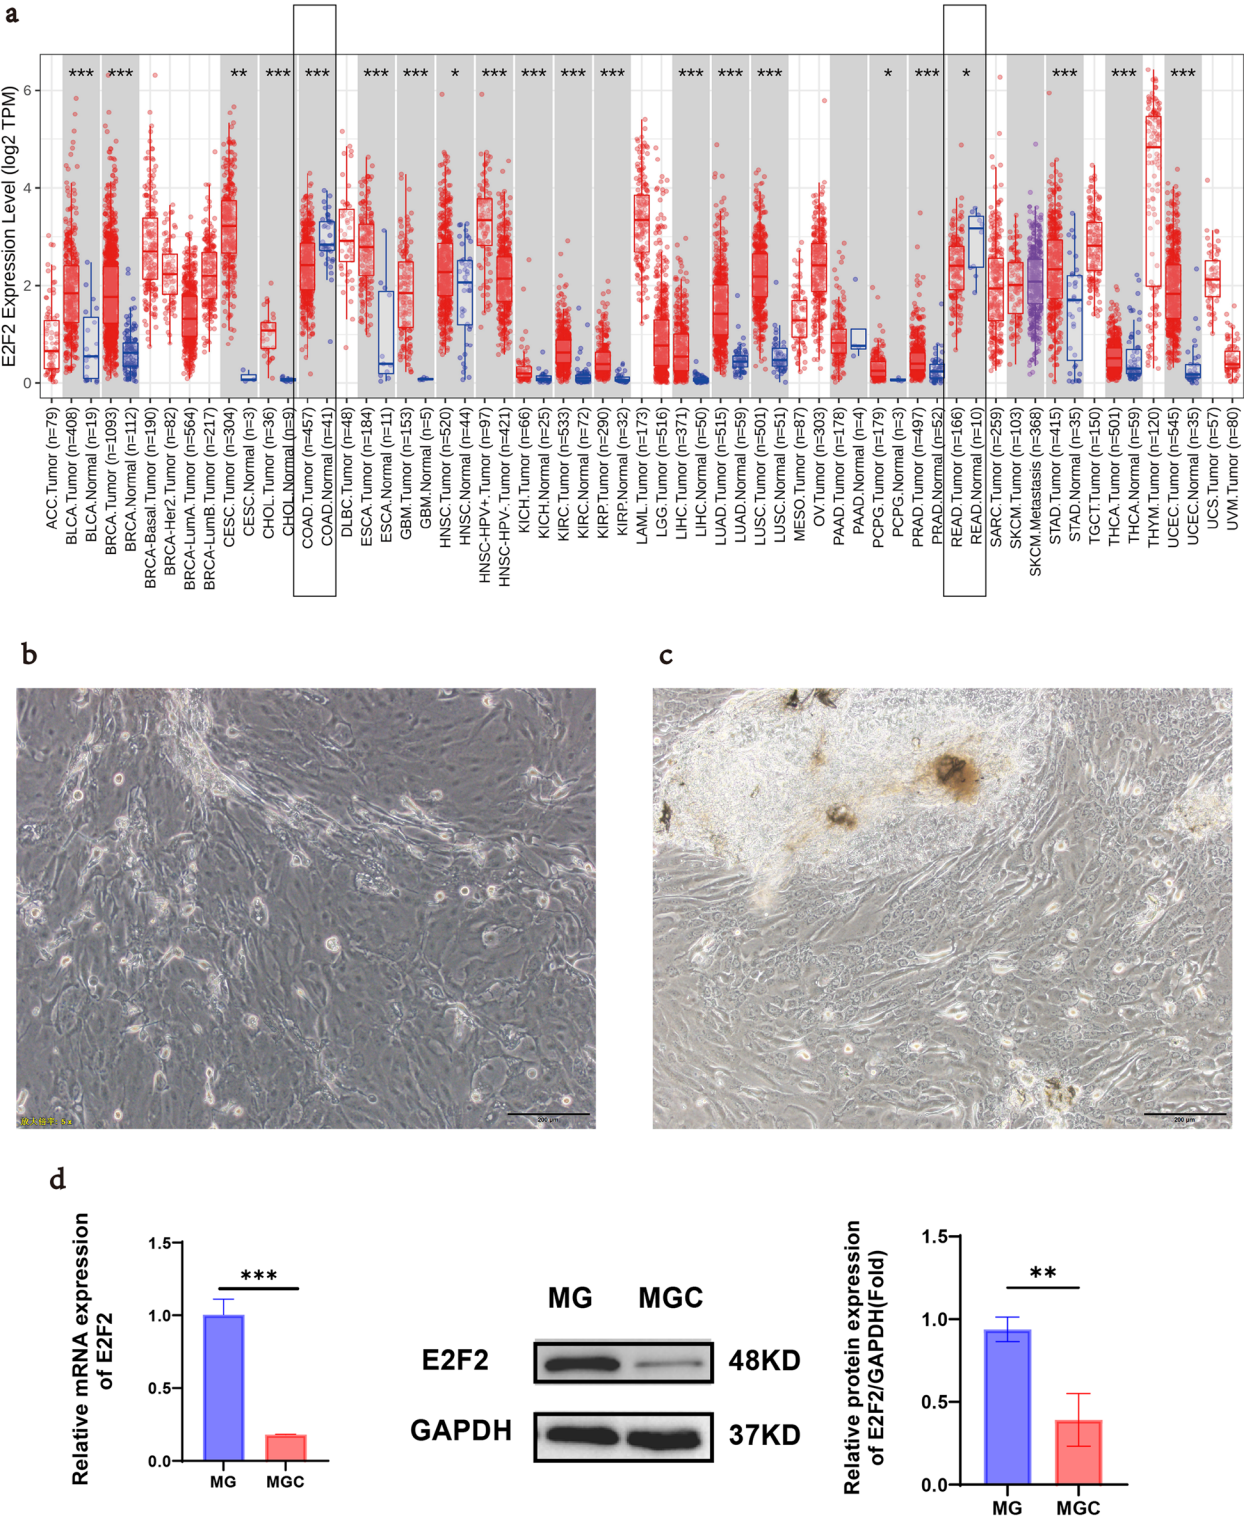 a
*** *** ** *** *** *** *** * *** *** *** *** *** *** *** * *** * *** *** ***
E2F2 Expression Level (log2 TPM)
6
4
2
0
ACC.Tumor (n=79)
BLCA.Tumor (n=408)
BLCA.Normal (n=19)
BRCA.Tumor (n=1093)
BRCA.Normal (n=112)
BRCA-Basal.Tumor (n=190)
BRCA-Her2.Tumor (n=82)
BRCA-LumA.Tumor (n=564)
BRCA-LumB.Tumor (n=217)
CESC.Tumor (n=304)
CESC.Normal (n=3)
CHOL.Tumor (n=36)
CHOL.Normal (n=9)
COAD.Tumor (n=457)
COAD.Normal (n=41)
DLBC.Tumor (n=48)
ESCA.Tumor (n=184)
ESCA.Normal (n=11)
GBM.Tumor (n=153)
GBM.Normal (n=5)
HNSC.Tumor (n=520)
HNSC.Normal (n=44)
HNSC-HPV+.Tumor (n=97)
HNSC-HPV-.Tumor (n=421)
KICH.Tumor (n=66)
KICH.Normal (n=25)
KIRC.Tumor (n=533)
KIRC.Normal (n=72)
KIRP.Tumor (n=290)
KIRP.Normal (n=32)
LAML.Tumor (n=173)
LGG.Tumor (n=516)
LIHC.Tumor (n=371)
LIHC.Normal (n=50)
LUAD.Tumor (n=515)
LUAD.Normal (n=59)
LUSC.Tumor (n=501)
LUSC.Normal (n=51)
MESO.Tumor (n=87)
OV.Tumor (n=303)
PAAD.Tumor (n=178)
PAAD.Normal (n=4)
PCPG.Tumor (n=179)
PCPG.Normal (n=3)
PRAD.Tumor (n=497)
PRAD.Normal (n=52)
READ.Tumor (n=166)
READ.Normal (n=10)
SARC.Tumor (n=259)
SKCM.Tumor (n=103)
SKCM.Metastasis (n=368)
STAD.Tumor (n=415)
STAD.Normal (n=35)
TGCT.Tumor (n=150)
THCA.Tumor (n=501)
THCA.Normal (n=59)
THYM.Tumor (n=120)
UCEC.Tumor (n=545)
UCEC.Normal (n=35)
UCS.Tumor (n=57)
UVM.Tumor (n=80)
b
放大倍率: 5 x
200 μm
c
200 μm
d
Relative mRNA expression
of E2F2
1.5
1.0
0.5
0.0
***
MG MGC
MG MGC
E2F2 48KD
GAPDH 37KD
Relative protein expression
of E2F2/GAPDH(Fold)
1.5
1.0
0.5
0.0
**
MG MGC